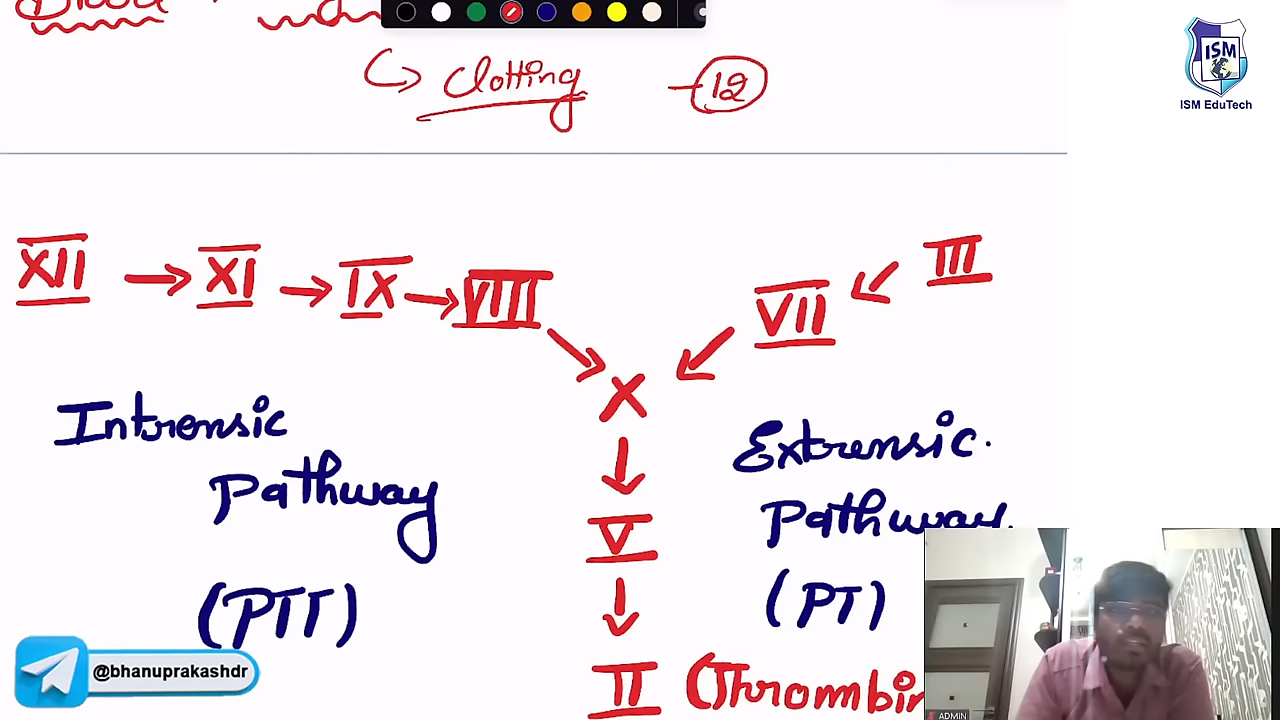 ISM
ISM EduTech
↳ Clotting - 12
XII → XI → IX → VIII
III
VII
X
Intrensic
Pathway
(PTT)
Extrensic.
Pathway.
(PT)
V
II (Thrombin
@bhanuprakashdr
ADMIN